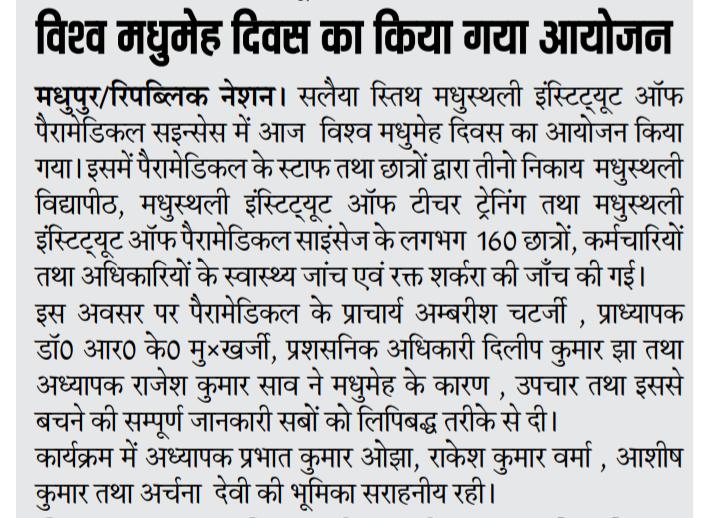 विश्व मधुमेह दिवस का किया गया आयोजन
मधुपुर/रिपब्लिक नेशन। सलैया स्तिथ मधुस्थली इंस्टिट्यूट ऑफ
पैरामेडिकल सइन्सेस में आज विश्व मधुमेह दिवस का आयोजन किया
गया। इसमें पैरामेडिकल के स्टाफ तथा छात्रों द्वारा तीनो निकाय मधुस्थली
विद्यापीठ, मधुस्थली इंस्टिट्यूट ऑफ टीचर ट्रेनिंग तथा मधुस्थली
इंस्टिट्यूट ऑफ पैरामेडिकल साइंसेज के लगभग 160 छात्रों, कर्मचारियों
तथा अधिकारियों के स्वास्थ्य जांच एवं रक्त शर्करा की जाँच की गई।
इस अवसर पर पैरामेडिकल के प्राचार्य अम्बरीश चटर्जी , प्राध्यापक
डॉ0 आर0 के0 मु×खर्जी, प्रशसनिक अधिकारी दिलीप कुमार झा तथा
अध्यापक राजेश कुमार साव ने मधुमेह के कारण , उपचार तथा इससे
बचने की सम्पूर्ण जानकारी सबों को लिपिबद्ध तरीके से दी।
कार्यक्रम में अध्यापक प्रभात कुमार ओझा, राकेश कुमार वर्मा , आशीष
कुमार तथा अर्चना देवी की भूमिका सराहनीय रही।